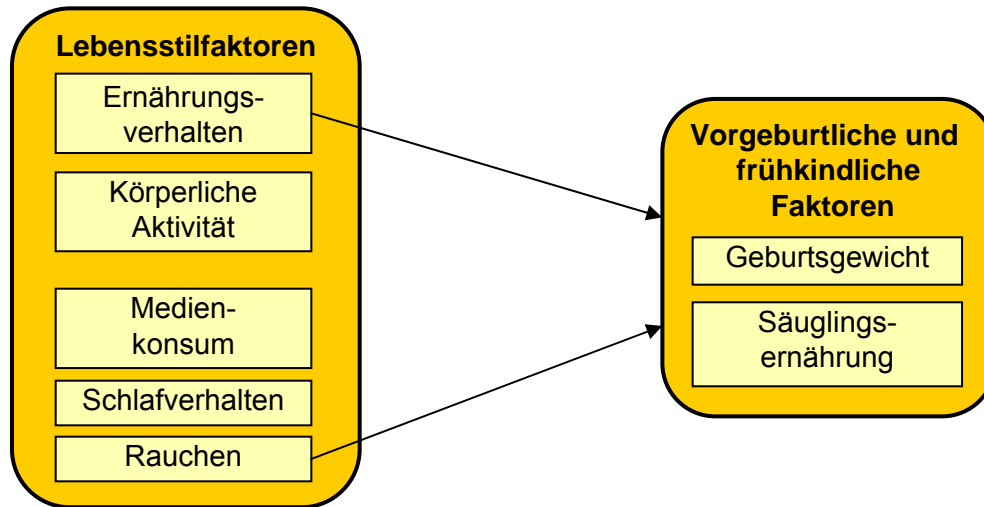 Lebensstilfaktoren
Ernährungs-
verhalten
Körperliche
Aktivität
Medien-
konsum
Schlafverhalten
Rauchen
Vorgeburtliche und
frühkindliche
Faktoren
Geburtsgewicht
Säuglings-
ernährung